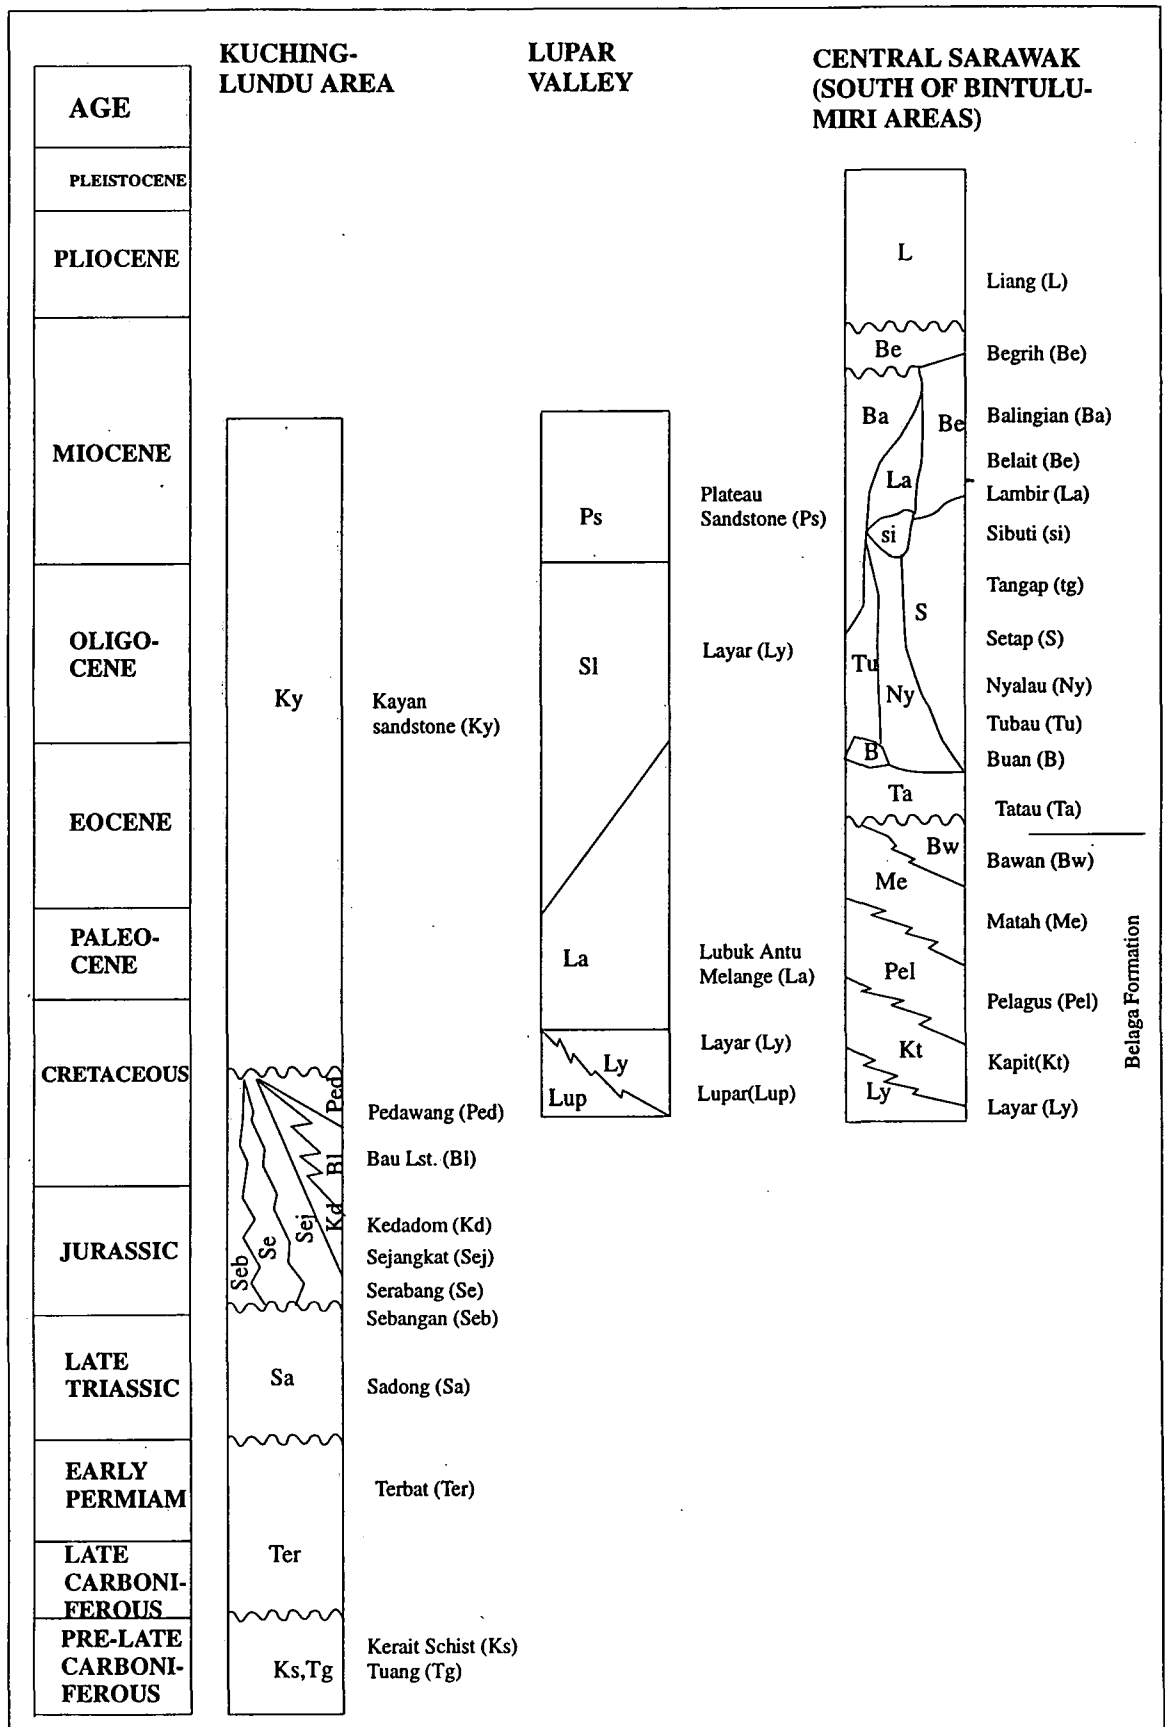 KUCHING-
LUNDU AREA
LUPAR
VALLEY
CENTRAL SARAWAK
(SOUTH OF BINTULU-
MIRI AREAS)
AGE
PLEISTOCENE
PLIOCENE
MIOCENE
OLIGO-
CENE
EOCENE
PALEO-
CENE
CRETACEOUS
JURASSIC
LATE
TRIASSIC
EARLY
PERMIAM
LATE
CARBONI-
FEROUS
PRE-LATE
CARBONI-
FEROUS
Ky
Ped
Bl
Kd
Sej
Se
Seb
Sa
Ter
Ks,Tg
Kayan
sandstone (Ky)
Pedawang (Ped)
Bau Lst. (Bl)
Kedadom (Kd)
Sejangkat (Sej)
Serabang (Se)
Sebangan (Seb)
Sadong (Sa)
Terbat (Ter)
Kerait Schist (Ks)
Tuang (Tg)
Ps
Sl
La
Ly
Lup
Plateau
Sandstone (Ps)
Layar (Ly)
Lubuk Antu
Melange (La)
Layar (Ly)
Lupar(Lup)
L
Be
Ba
Be
La
si
S
Tu
Ny
B
Ta
Bw
Me
Pel
Kt
Ly
Liang (L)
Begrih (Be)
Balingian (Ba)
Belait (Be)
Lambir (La)
Sibuti (si)
Tangap (tg)
Setap (S)
Nyalau (Ny)
Tubau (Tu)
Buan (B)
Tatau (Ta)
Bawan (Bw)
Matah (Me)
Pelagus (Pel)
Kapit(Kt)
Layar (Ly)
Belaga Formation